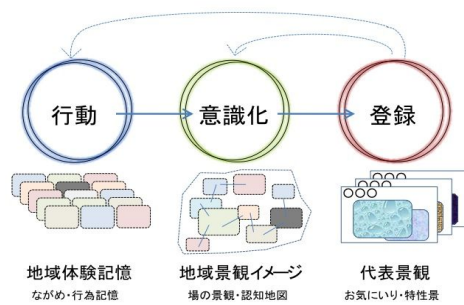 行動
意識化
登録
地域体験記憶
地域景観イメージ
代表景観
ながめ・行為記憶
場の景観・認知地図
お気にいり・特性景